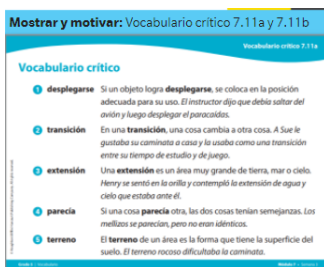 Mostrar y motivar: Vocabulario crítico 7.11a y 7.11b
Vocabulario crítico 7.11a
Vocabulario crítico
1 desplegarse Si un objeto logra desplegarse, se coloca en la posición
adecuada para su uso. El instructor dijo que debía saltar del
avión y luego desplegar el paracaídas.
2 transición En una transición, una cosa cambia a otra cosa. A Sue le
gustaba su caminata a casa y la usaba como una transición
entre su tiempo de estudio y de juego.
3 extensión Una extensión es un área muy grande de tierra, mar o cielo.
Henry se sentó en la orilla y contempló la extensión de agua y
cielo que estaba ante él.
4 parecía Si una cosa parecía otra, las dos cosas tenían semejanzas. Los
mellizos se parecían, pero no eran idénticos.
5 terreno El terreno de un área es la forma que tiene la superficie del
suelo. El terreno rocoso dificultaba la caminata.